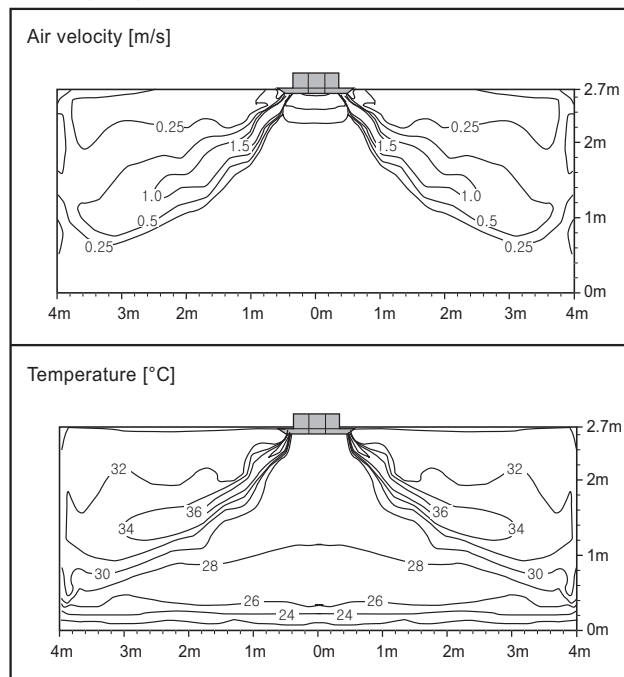 Air velocity [m/s]
2.7m
0.25 0.25
2m
1.5 1.5
1.0 1.0
1m
0.5 0.5
0.25 0.25
0m
4m 3m 2m 1m 0m 1m 2m 3m 4m
Temperature [°C]
2.7m
32 32
2m
36 36
34 34
1m
30 28 28 30
26 26
24 24
0m
4m 3m 2m 1m 0m 1m 2m 3m 4m